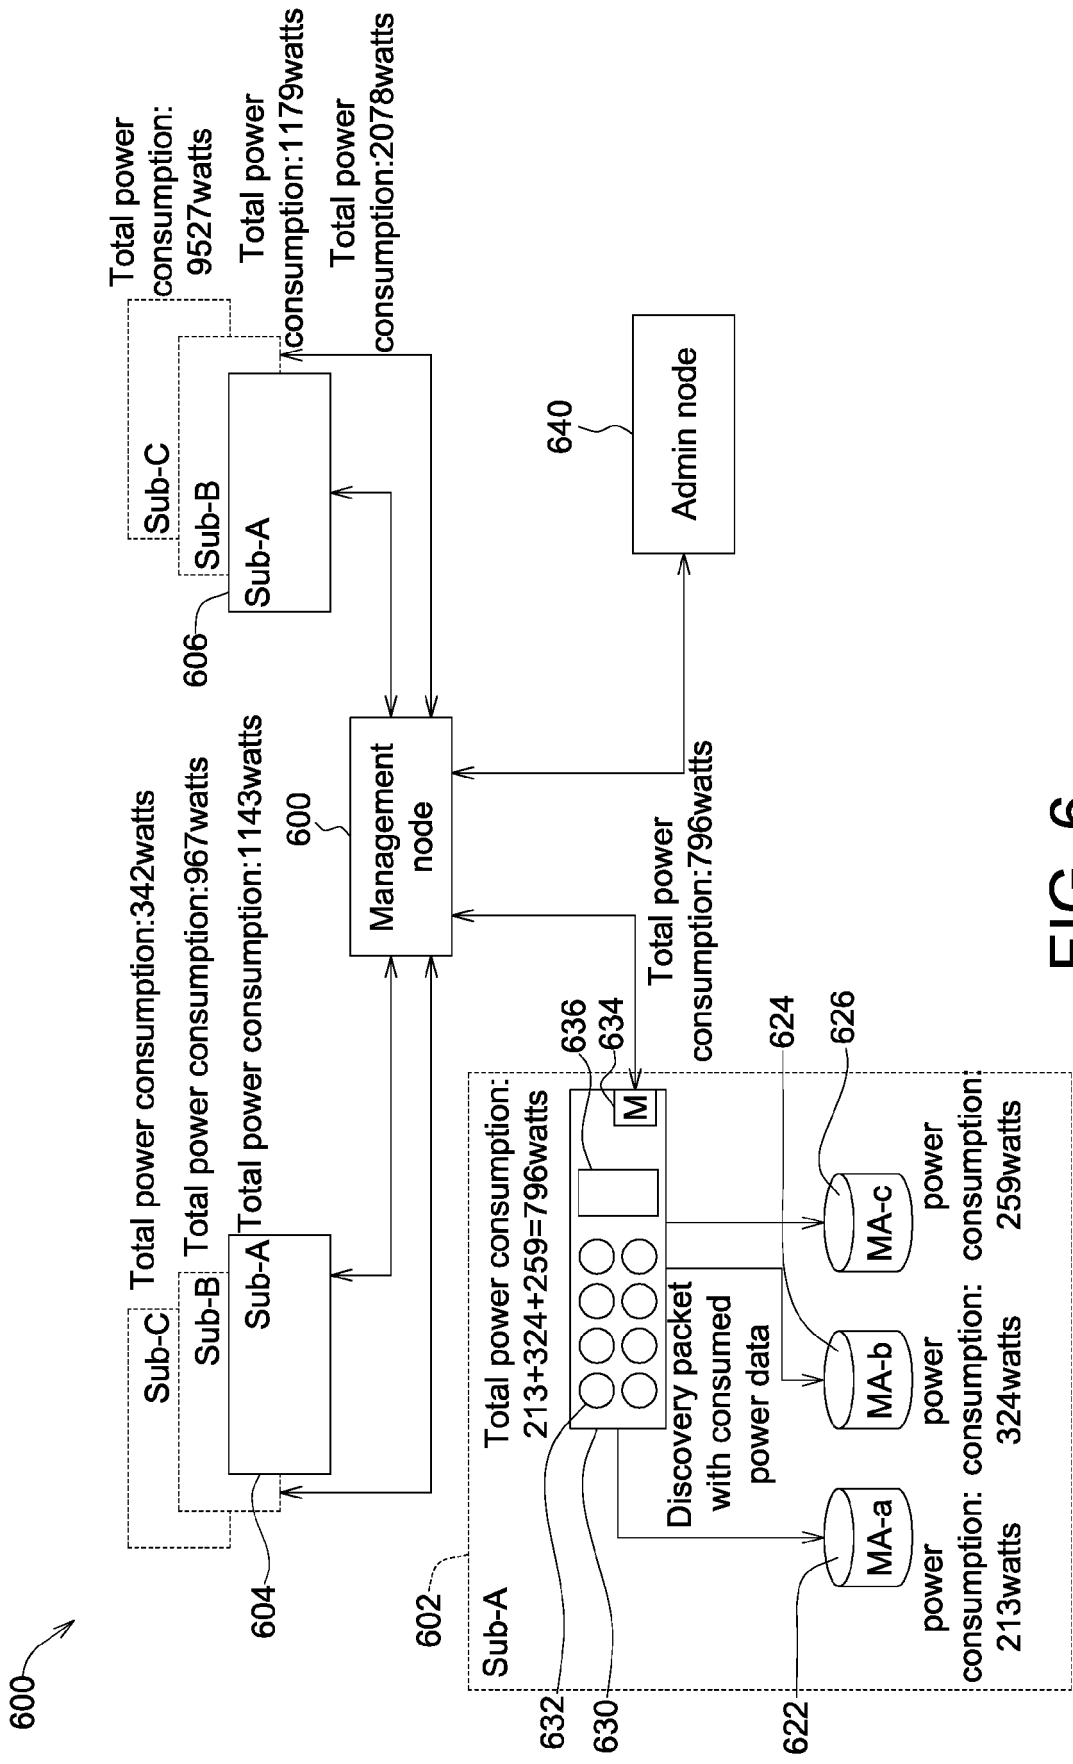 600
Sub-C
Total power consumption:342watts
Sub-B
Total power consumption:967watts
Sub-A
Total power consumption:1143watts
604
Total power
consumption:
9527watts
Sub-C
Total power
consumption:1179watts
Sub-B
Total power
consumption:2078watts
Sub-A
606
600
Management
node
640
Admin node
602
Sub-A
Total power consumption:
213+324+259=796watts
636
634
M
Total power
consumption:796watts
632
630
Discovery packet
with consumed
power data
624
626
622
MA-a
MA-b
MA-c
power
consumption:
213watts
power
consumption:
324watts
power
consumption:
259watts
FIG. 6